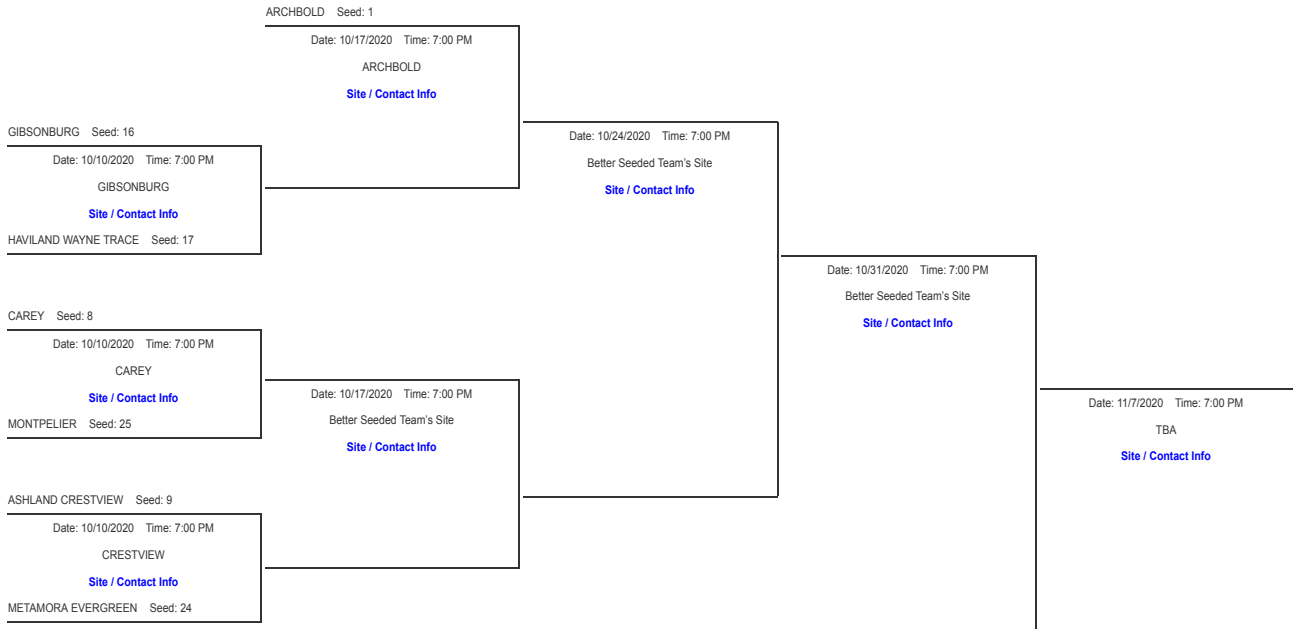 ARCHBOLD Seed: 1
Date: 10/17/2020 Time: 7:00 PM
ARCHBOLD
Site / Contact Info
GIBSONBURG Seed: 16
Date: 10/10/2020 Time: 7:00 PM
GIBSONBURG
Site / Contact Info
HAVILAND WAYNE TRACE Seed: 17
Date: 10/24/2020 Time: 7:00 PM
Better Seeded Team's Site
Site / Contact Info
CAREY Seed: 8
Date: 10/10/2020 Time: 7:00 PM
CAREY
Site / Contact Info
MONTPELIER Seed: 25
Date: 10/17/2020 Time: 7:00 PM
Better Seeded Team's Site
Site / Contact Info
ASHLAND CRESTVIEW Seed: 9
Date: 10/10/2020 Time: 7:00 PM
CRESTVIEW
Site / Contact Info
METAMORA EVERGREEN Seed: 24
Date: 10/31/2020 Time: 7:00 PM
Better Seeded Team's Site
Site / Contact Info
Date: 11/7/2020 Time: 7:00 PM
TBA
Site / Contact Info